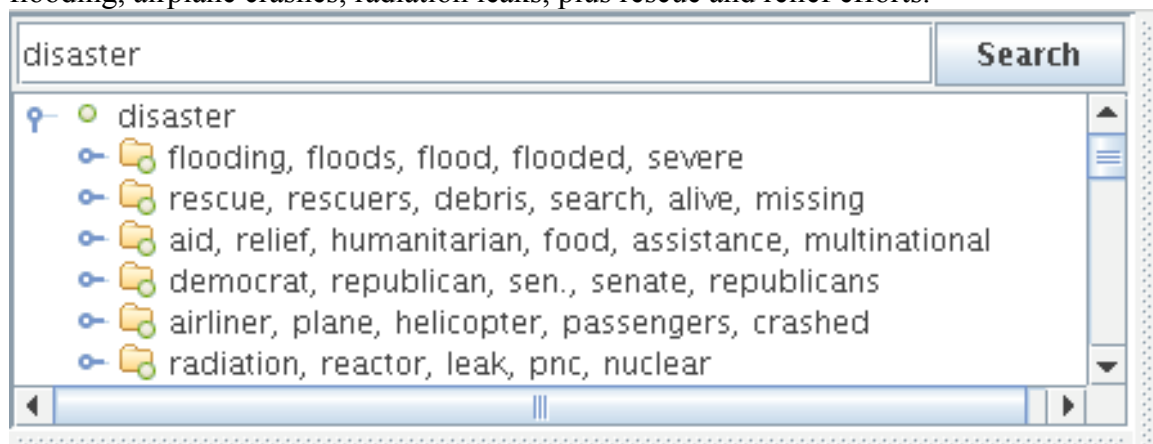 flooding, airplane crashes, radiation leaks, plus rescue and relief efforts.
disaster Search
disaster
flooding, floods, flood, flooded, severe
rescue, rescuers, debris, search, alive, missing
aid, relief, humanitarian, food, assistance, multinational
democrat, republican, sen., senate, republicans
airliner, plane, helicopter, passengers, crashed
radiation, reactor, leak, pnc, nuclear